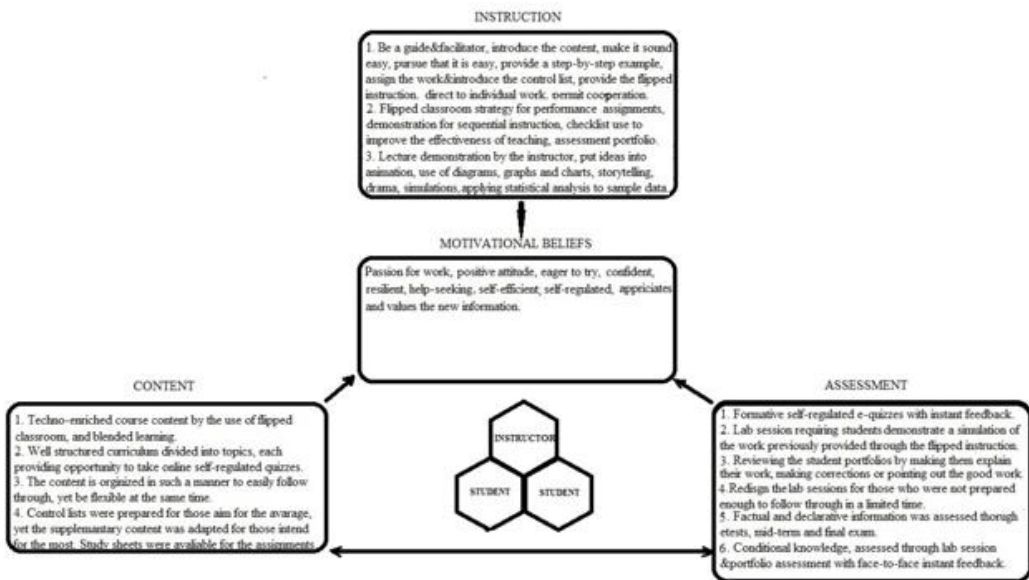 INSTRUCTION
1. Be a guide&facilitator, introduce the content, make it sound
easy, pursue that it is easy, provide a step-by-step example,
assign the work&introduce the control list, provide the flipped
instruction, direct to individual work, permit cooperation.
2. Flipped classroom strategy for performance assignments,
demonstration for sequential instruction, checklist use to
improve the effectiveness of teaching, assessment portfolio.
3. Lecture demonstration by the instructor, put ideas into
animation, use of diagrams, graphs and charts, storytelling,
drama, simulations, applying statistical analysis to sample data.
MOTIVATIONAL BELIEFS
Passion for work, positive attitude, eager to try, confident,
resilient, help-seeking, self-efficient, self-regulated, appriciates
and values the new information.
CONTENT
1. Techno-enriched course content by the use of flipped
classroom, and blended learning.
2. Well structured curriculum divided into topics, each
providing opportunity to take online self-regulated quizzes.
3. The content is orginized in such a manner to easily follow
through, yet be flexible at the same time.
4. Control lists were prepared for those aim for the avarage,
yet the supplemantary content was adapted for those intend
for the most. Study sheets were avaliable for the assignments.
INSTRUCTOR
STUDENT
STUDENT
ASSESSMENT
1. Formative self-regulated e-quizzes with instant feedback.
2. Lab session requiring students demonstrate a simulation of
the work previously provided through the flipped instruction.
3. Reviewing the student portfolios by making them explain
their work, making corrections or pointing out the good work
4. Redisgn the lab sessions for those who were not prepared
enough to follow through in a limited time.
5. Factual and declarative information was assessed thorugh
etests, mid-term and final exam.
6. Conditional knowledge, assessed through lab session
&portfolio assessment with face-to-face instant feedback.